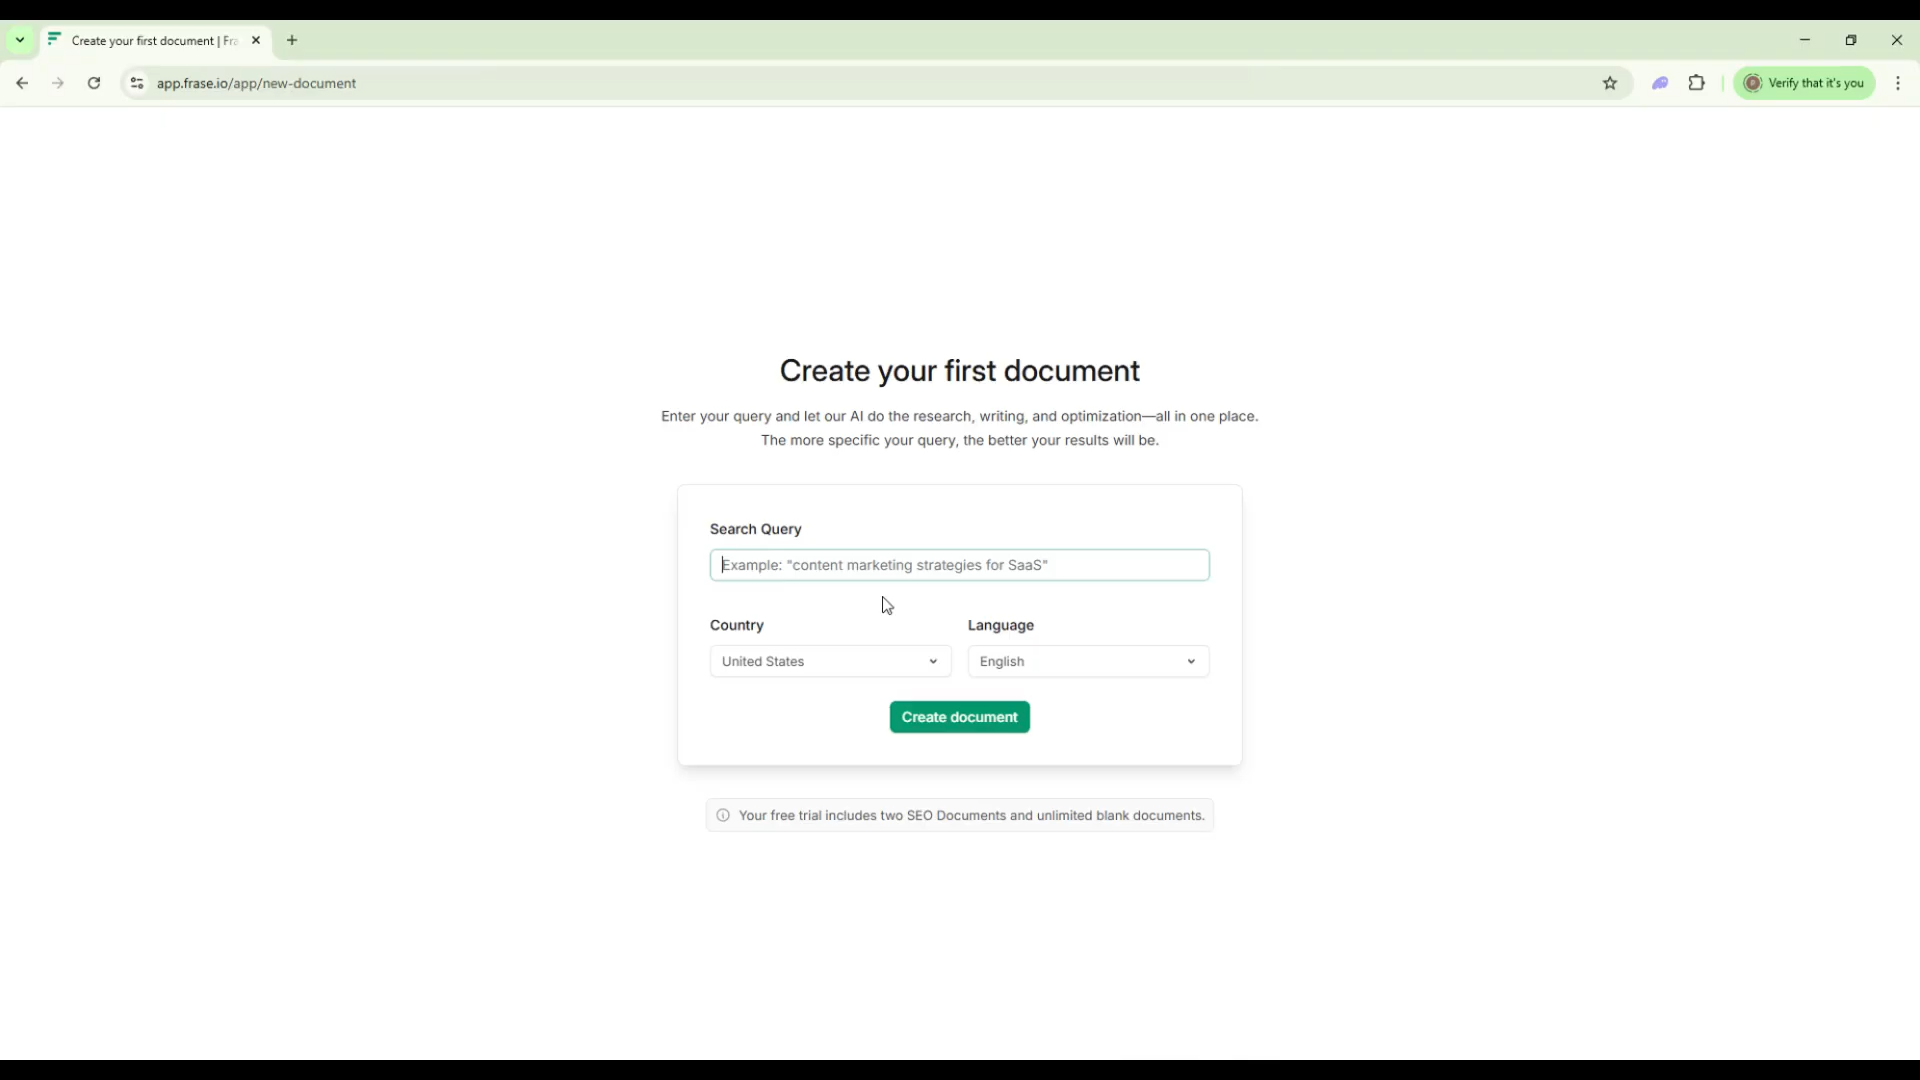 Create your first document | Fra
app.frase.io/app/new-document
Verify that it's you
Create your first document
Enter your query and let our AI do the research, writing, and optimization—all in one place.
The more specific your query, the better your results will be.
Search Query
Example: "content marketing strategies for SaaS"
Country
Language
United States
English
Create document
Your free trial includes two SEO Documents and unlimited blank documents.